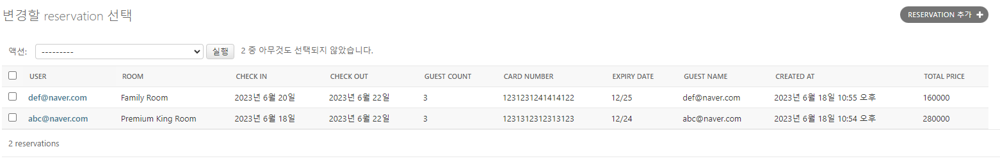 변경할 reservation 선택
RESERVATION 추가 +
액션: --------- 실행 2 중 아무것도 선택되지 않았습니다.
USER ROOM CHECK IN CHECK OUT GUEST COUNT CARD NUMBER EXPIRY DATE GUEST NAME CREATED AT TOTAL PRICE
def@naver.com Family Room 2023년 6월 20일 2023년 6월 22일 3 1231231241414122 12/25 def@naver.com 2023년 6월 18일 10:55 오후 160000
abc@naver.com Premium King Room 2023년 6월 18일 2023년 6월 22일 3 1231312312313123 12/24 abc@naver.com 2023년 6월 18일 10:54 오후 280000
2 reservations